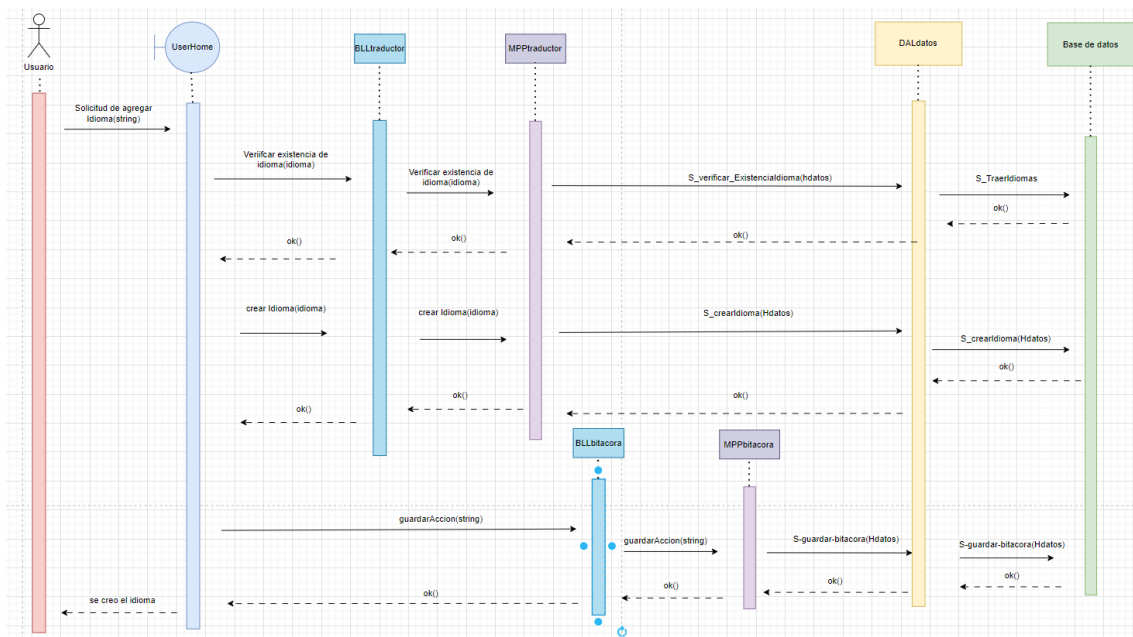 Usuario
UserHome
BLLtraductor
MPPtraductor
DALdatos
Base de datos
Solicitud de agregar
Idioma(string)
Veriifcar existencia de
idioma(idioma)
Verificar existencia de
idioma(idioma)
S_verificar_ExistenciaIdioma(hdatos)
S_TraerIdiomas
ok()
ok()
ok()
ok()
crear Idioma(idioma)
crear Idioma(idioma)
S_crearIdioma(Hdatos)
S_crearIdioma(Hdatos)
ok()
ok()
ok()
ok()
BLLbitacora
MPPbitacora
guardarAccion(string)
guardarAccion(string)
S-guardar-bitacora(Hdatos)
S-guardar-bitacora(Hdatos)
ok()
ok()
ok()
ok()
se creo el idioma